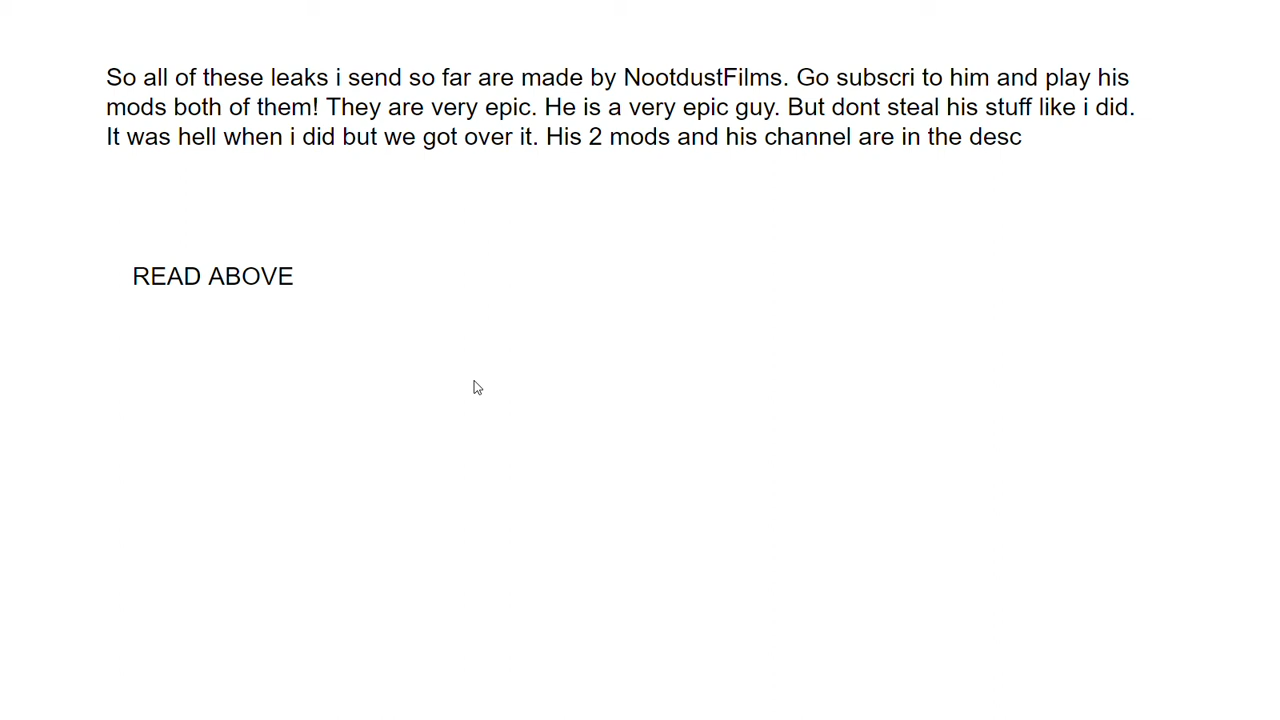 So all of these leaks i send so far are made by NootdustFilms. Go subscri to him and play his
mods both of them! They are very epic. He is a very epic guy. But dont steal his stuff like i did.
It was hell when i did but we got over it. His 2 mods and his channel are in the desc
READ ABOVE